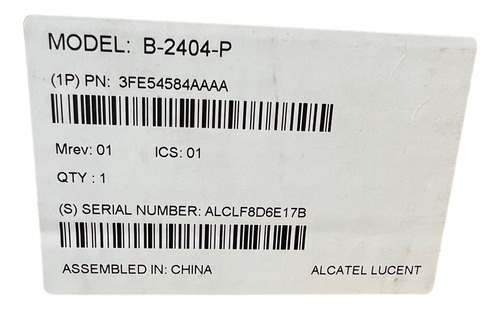 MODEL: B-2404-P
(1P) PN: 3FE54584AAAA
Mrev: 01 ICS: 01
QTY : 1
(S) SERIAL NUMBER: ALCLF8D6E17B
ASSEMBLED IN: CHINA ALCATEL LUCENT